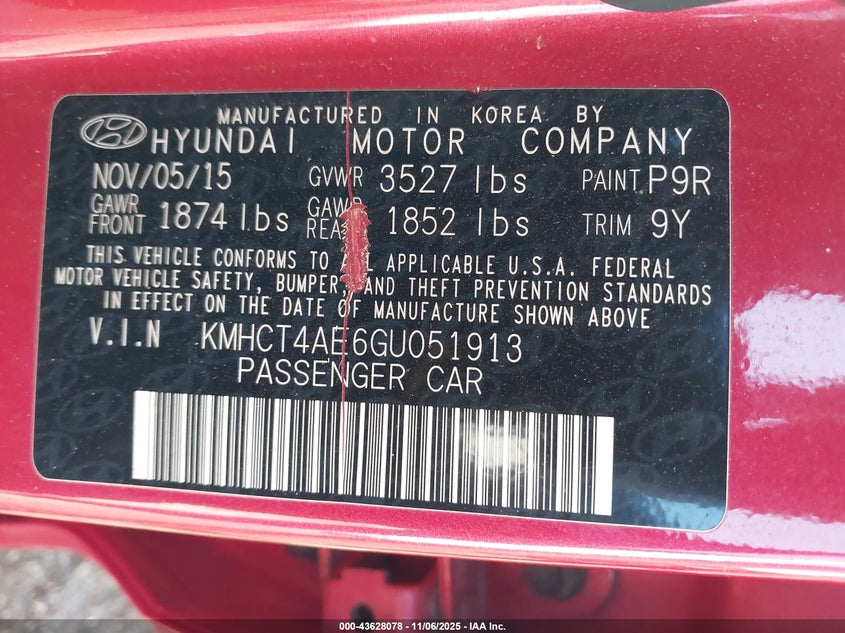 MANUFACTURED IN KOREA BY
HYUNDAI MOTOR COMPANY
NOV/05/15 GVWR 3527 lbs PAINT P9R
GAWR FRONT 1874 lbs GAWR REAR 1852 lbs TRIM 9Y
THIS VEHICLE CONFORMS TO ALL APPLICABLE U.S.A. FEDERAL
MOTOR VEHICLE SAFETY, BUMPER, AND THEFT PREVENTION STANDARDS
IN EFFECT ON THE DATE OF MANUFACTURE SHOWN ABOVE
V.I.N KMHCT4AE6GU051913
PASSENGER CAR
000-43628078 - 11/06/2025 - IAA Inc.